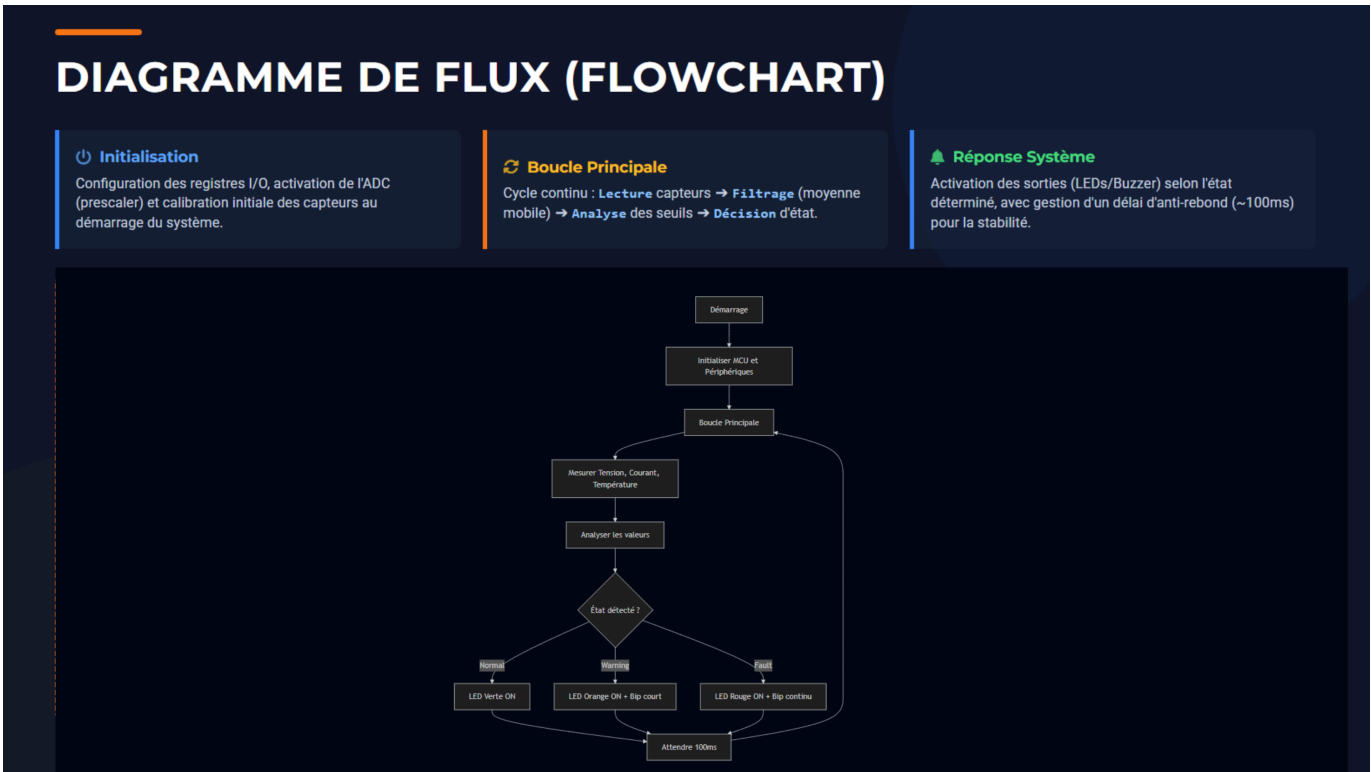 DIAGRAMME DE FLUX (FLOWCHART)
Initialisation
Configuration des registres I/O, activation de l'ADC
(prescaler) et calibration initiale des capteurs au
démarrage du système.
Boucle Principale
Cycle continu : Lecture capteurs ➔ Filtrage (moyenne
mobile) ➔ Analyse des seuils ➔ Décision d'état.
Réponse Système
Activation des sorties (LEDs/Buzzer) selon l'état
déterminé, avec gestion d'un délai d'anti-rebond (~100ms)
pour la stabilité.
Démarrage
Initialiser MCU et
Périphériques
Boucle Principale
Mesurer Tension, Courant,
Température
Analyser les valeurs
État détecté ?
Normal
Warning
Fault
LED Verte ON
LED Orange ON + Bip court
LED Rouge ON + Bip continu
Attendre 100ms